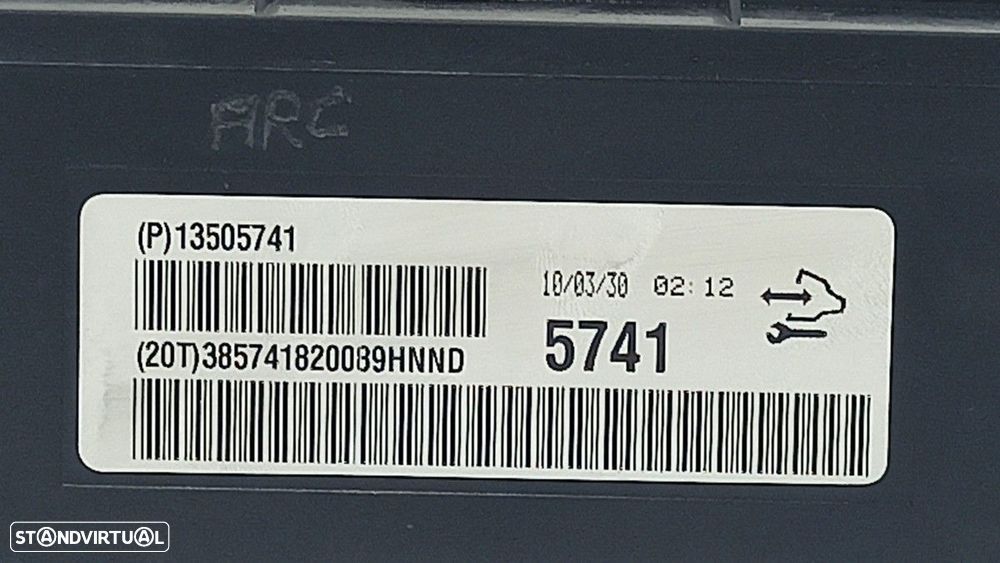 ARC
(P)13505741
10/03/30 02:12
5741
(20T)385741820089HNND
STANDVIRTUAL